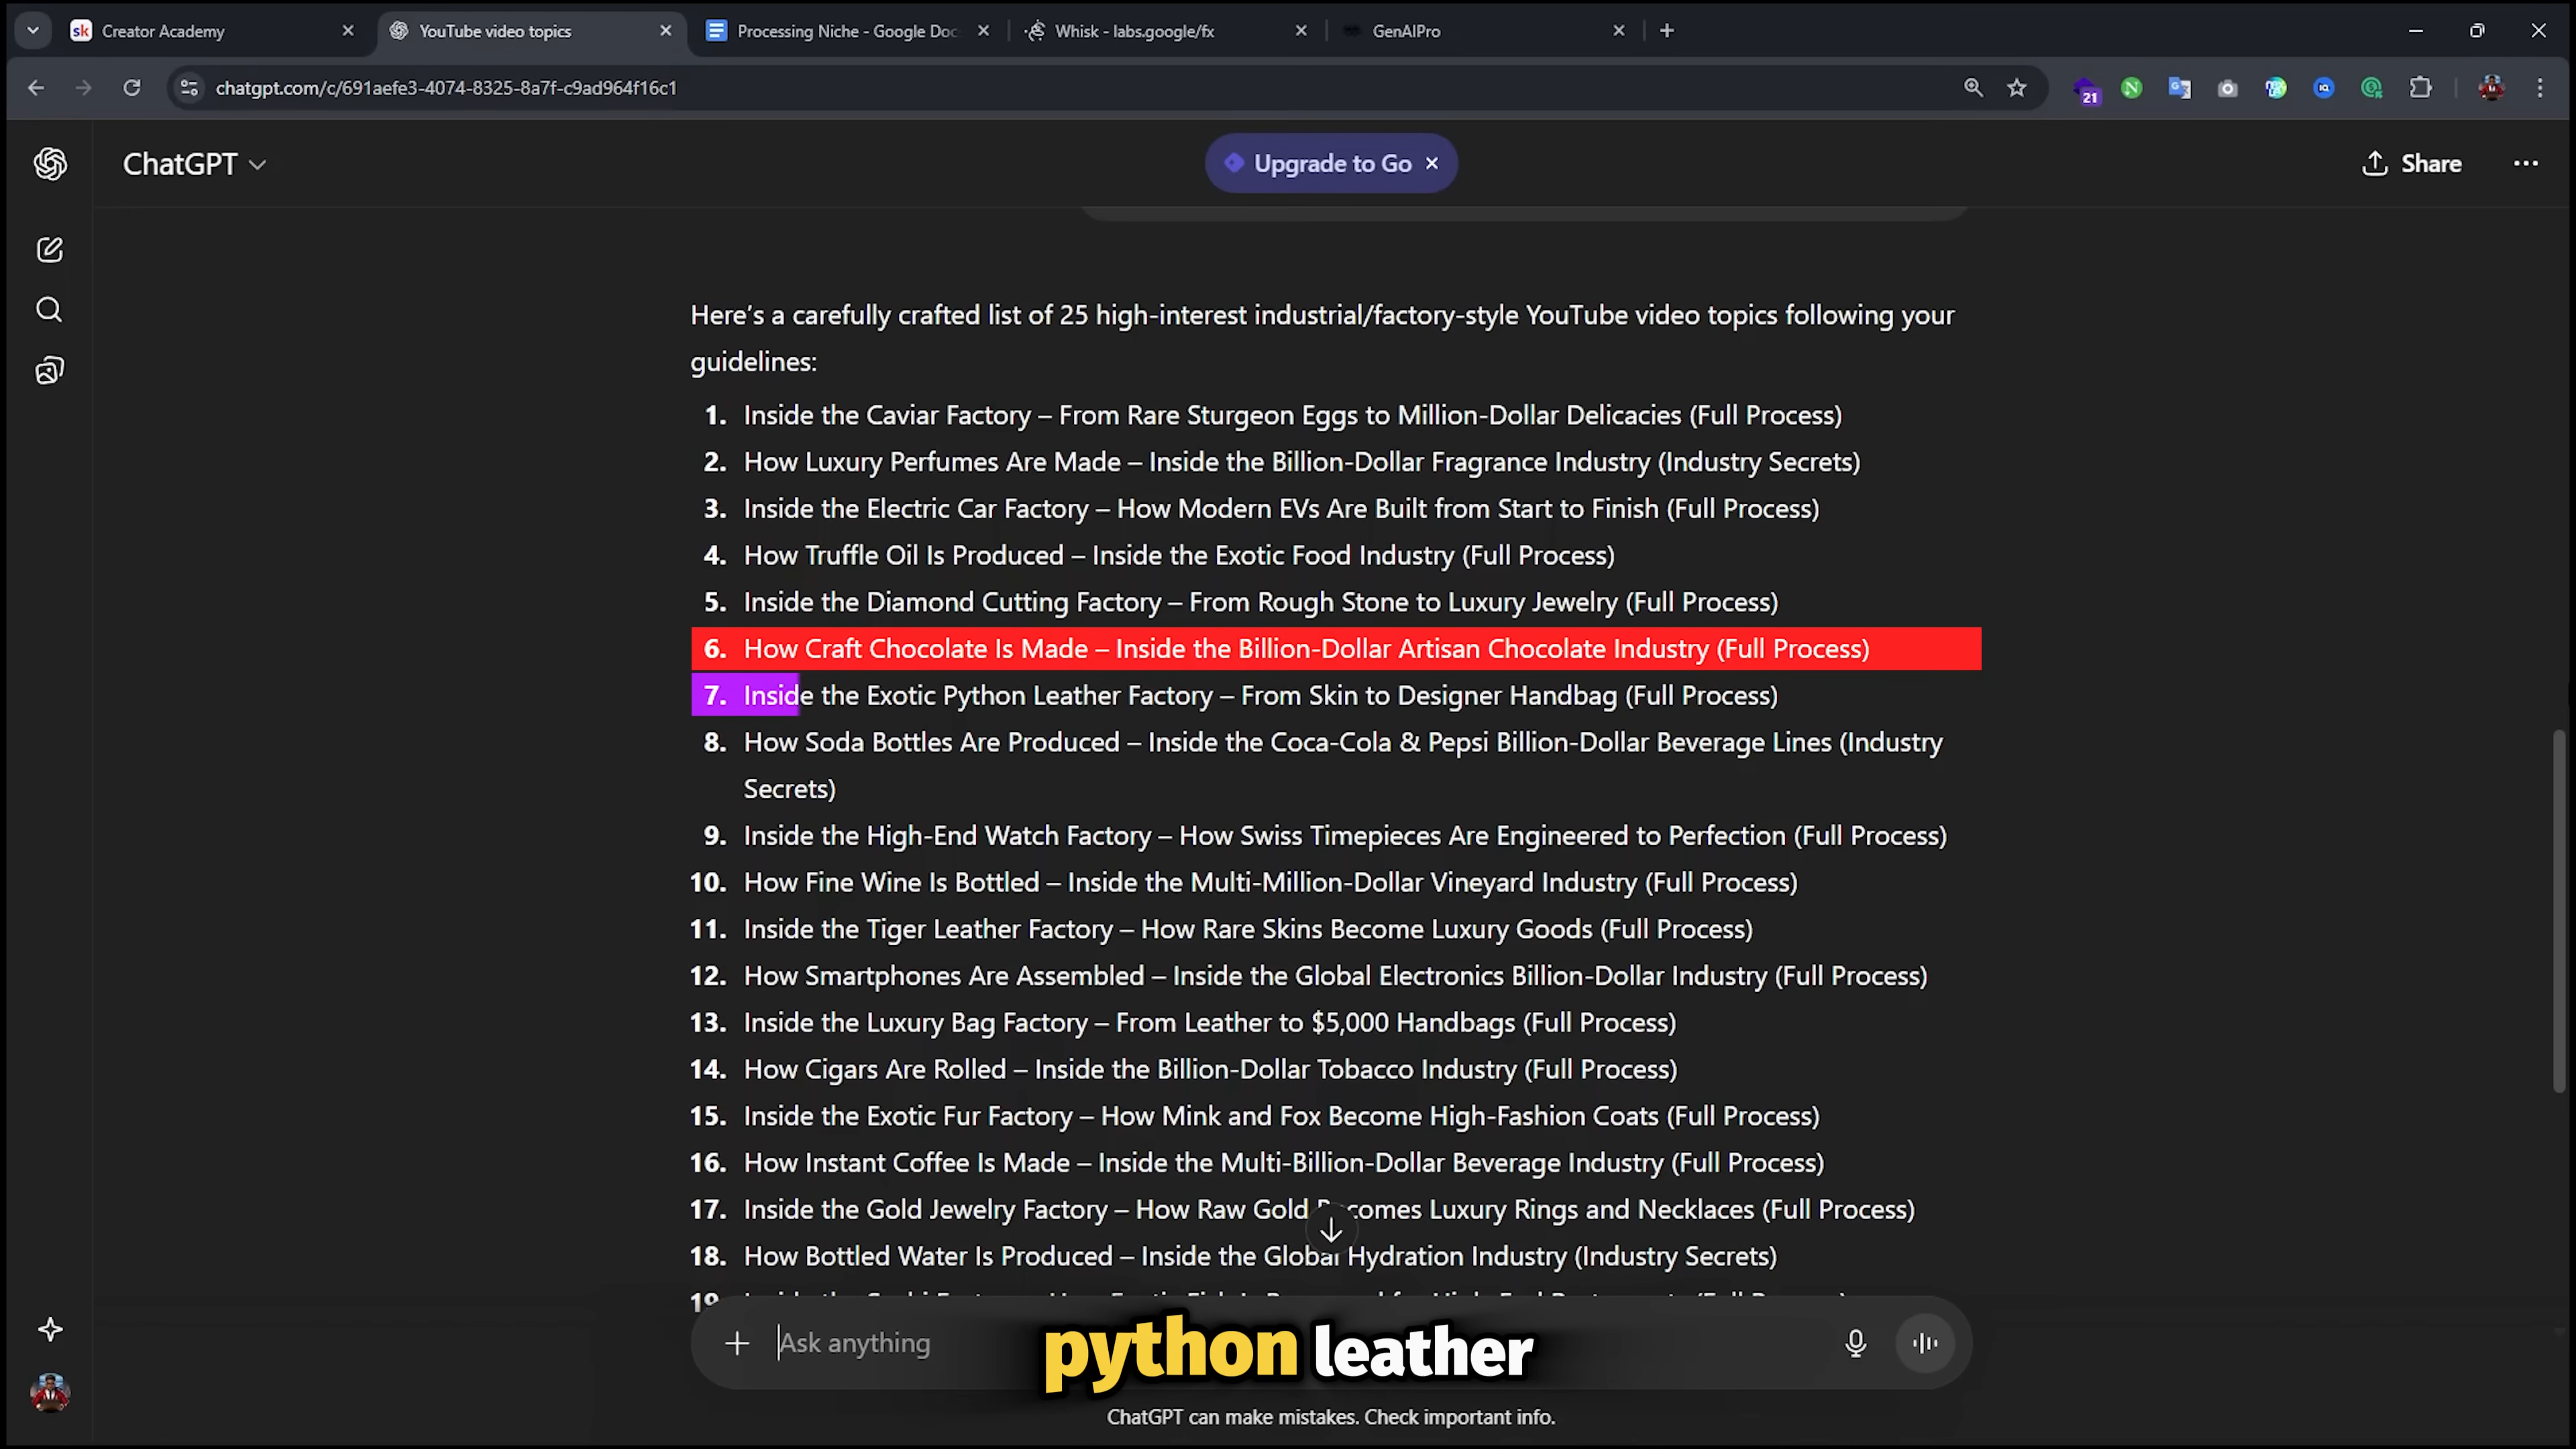 Creator Academy
YouTube video topics
Processing Niche - Google Doc
Whisk - labs.google/fx
GenAIPro
chatgpt.com/c/691aefe3-4074-8325-8a7f-c9ad964f16c1
21
ChatGPT
Upgrade to Go
Share
Here's a carefully crafted list of 25 high-interest industrial/factory-style YouTube video topics following your
guidelines:
1. Inside the Caviar Factory – From Rare Sturgeon Eggs to Million-Dollar Delicacies (Full Process)
2. How Luxury Perfumes Are Made – Inside the Billion-Dollar Fragrance Industry (Industry Secrets)
3. Inside the Electric Car Factory – How Modern EVs Are Built from Start to Finish (Full Process)
4. How Truffle Oil Is Produced – Inside the Exotic Food Industry (Full Process)
5. Inside the Diamond Cutting Factory – From Rough Stone to Luxury Jewelry (Full Process)
6. How Craft Chocolate Is Made – Inside the Billion-Dollar Artisan Chocolate Industry (Full Process)
7. Inside the Exotic Python Leather Factory – From Skin to Designer Handbag (Full Process)
8. How Soda Bottles Are Produced – Inside the Coca-Cola & Pepsi Billion-Dollar Beverage Lines (Industry
Secrets)
9. Inside the High-End Watch Factory – How Swiss Timepieces Are Engineered to Perfection (Full Process)
10. How Fine Wine Is Bottled – Inside the Multi-Million-Dollar Vineyard Industry (Full Process)
11. Inside the Tiger Leather Factory – How Rare Skins Become Luxury Goods (Full Process)
12. How Smartphones Are Assembled – Inside the Global Electronics Billion-Dollar Industry (Full Process)
13. Inside the Luxury Bag Factory – From Leather to $5,000 Handbags (Full Process)
14. How Cigars Are Rolled – Inside the Billion-Dollar Tobacco Industry (Full Process)
15. Inside the Exotic Fur Factory – How Mink and Fox Become High-Fashion Coats (Full Process)
16. How Instant Coffee Is Made – Inside the Multi-Billion-Dollar Beverage Industry (Full Process)
17. Inside the Gold Jewelry Factory – How Raw Gold Becomes Luxury Rings and Necklaces (Full Process)
18. How Bottled Water Is Produced – Inside the Global Hydration Industry (Industry Secrets)
19.
Ask anything
python leather
ChatGPT can make mistakes. Check important info.